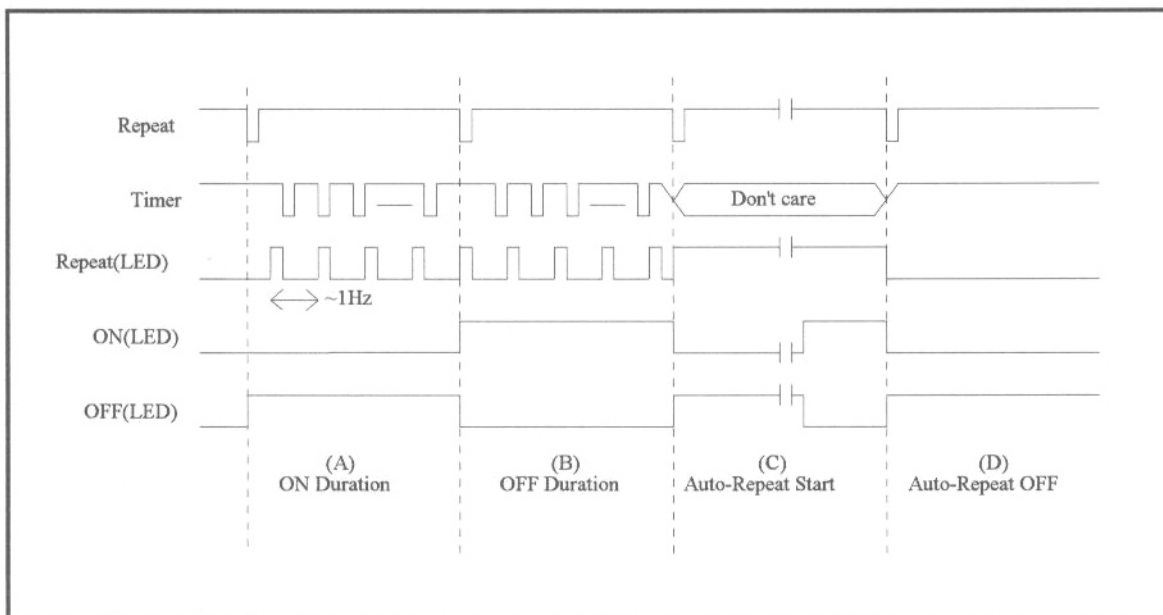 Repeat
Timer
Don't care
Repeat(LED)
~1Hz
ON(LED)
OFF(LED)
(A) (B) (C) (D)
ON Duration OFF Duration Auto-Repeat Start Auto-Repeat OFF